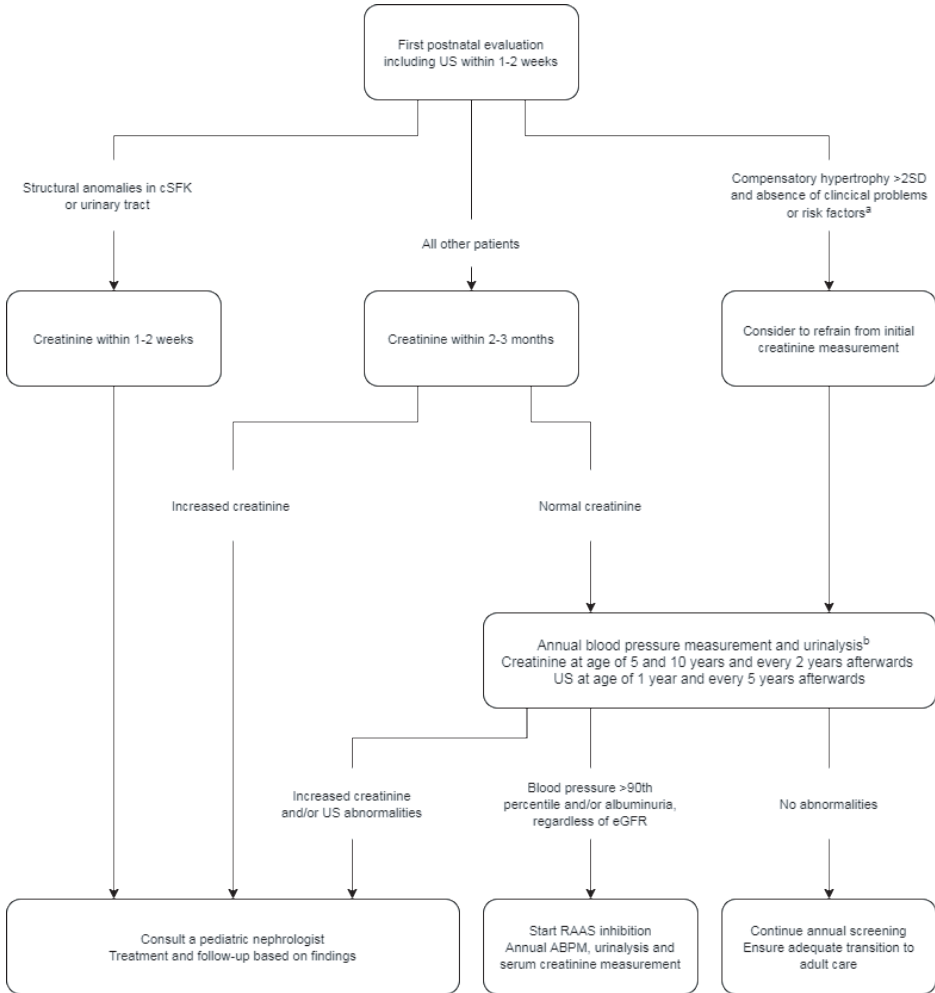 First postnatal evaluation
including US within 1-2 weeks
Structural anomalies in cSFK
or urinary tract
All other patients
Compensatory hypertrophy >2SD
and absence of clincical problems
or risk factorsᵃ
Creatinine within 1-2 weeks
Creatinine within 2-3 months
Consider to refrain from initial
creatinine measurement
Increased creatinine
Normal creatinine
Annual blood pressure measurement and urinalysisᵇ
Creatinine at age of 5 and 10 years and every 2 years afterwards
US at age of 1 year and every 5 years afterwards
Increased creatinine
and/or US abnormalities
Blood pressure >90th
percentile and/or albuminuria,
regardless of eGFR
No abnormalities
Consult a pediatric nephrologist
Treatment and follow-up based on findings
Start RAAS inhibition
Annual ABPM, urinalysis and
serum creatinine measurement
Continue annual screening
Ensure adequate transition to
adult care